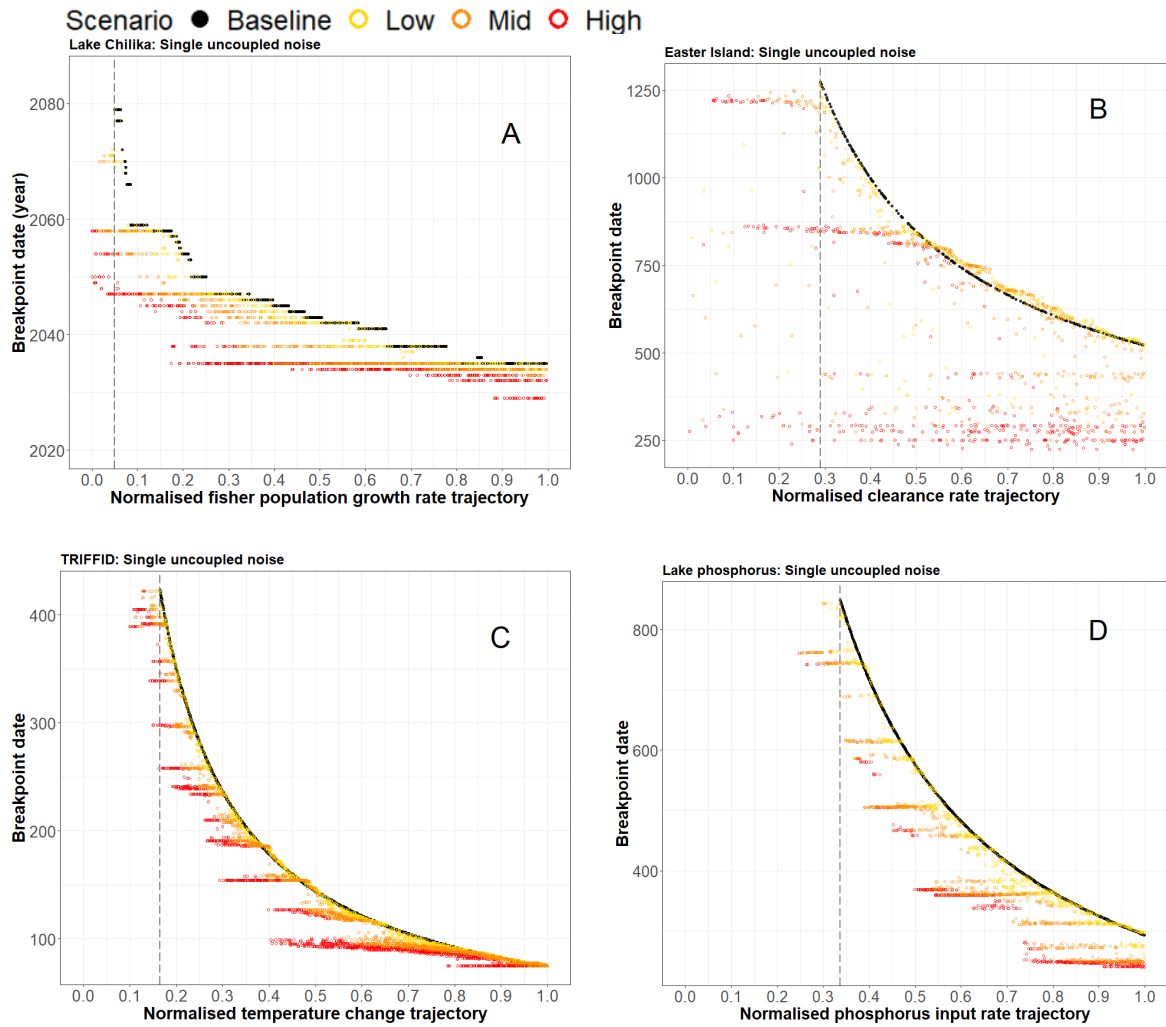 Scenario Baseline Low Mid High
Lake Chilika: Single uncoupled noise
A
Breakpoint date (year)
2080
2060
2040
2020
0.0 0.1 0.2 0.3 0.4 0.5 0.6 0.7 0.8 0.9 1.0
Normalised fisher population growth rate trajectory
Easter Island: Single uncoupled noise
B
Breakpoint date
1250
1000
750
500
250
0.0 0.1 0.2 0.3 0.4 0.5 0.6 0.7 0.8 0.9 1.0
Normalised clearance rate trajectory
TRIFFID: Single uncoupled noise
C
Breakpoint date
400
300
200
100
0.0 0.1 0.2 0.3 0.4 0.5 0.6 0.7 0.8 0.9 1.0
Normalised temperature change trajectory
Lake phosphorus: Single uncoupled noise
D
Breakpoint date
800
600
400
0.0 0.1 0.2 0.3 0.4 0.5 0.6 0.7 0.8 0.9 1.0
Normalised phosphorus input rate trajectory